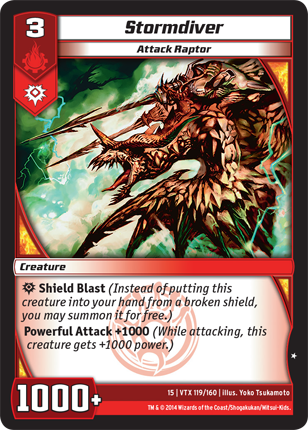 3
Stormdiver
Attack Raptor
Creature
Shield Blast (Instead of putting this
creature into your hand from a broken shield,
you may summon it for free.)
Powerful Attack +1000 (While attacking, this
creature gets +1000 power.)
1000+
15 | VTX 119/160 | illus. Yoko Tsukamoto
TM & © 2014 Wizards of the Coast/Shogakukan/Mitsui-Kids.